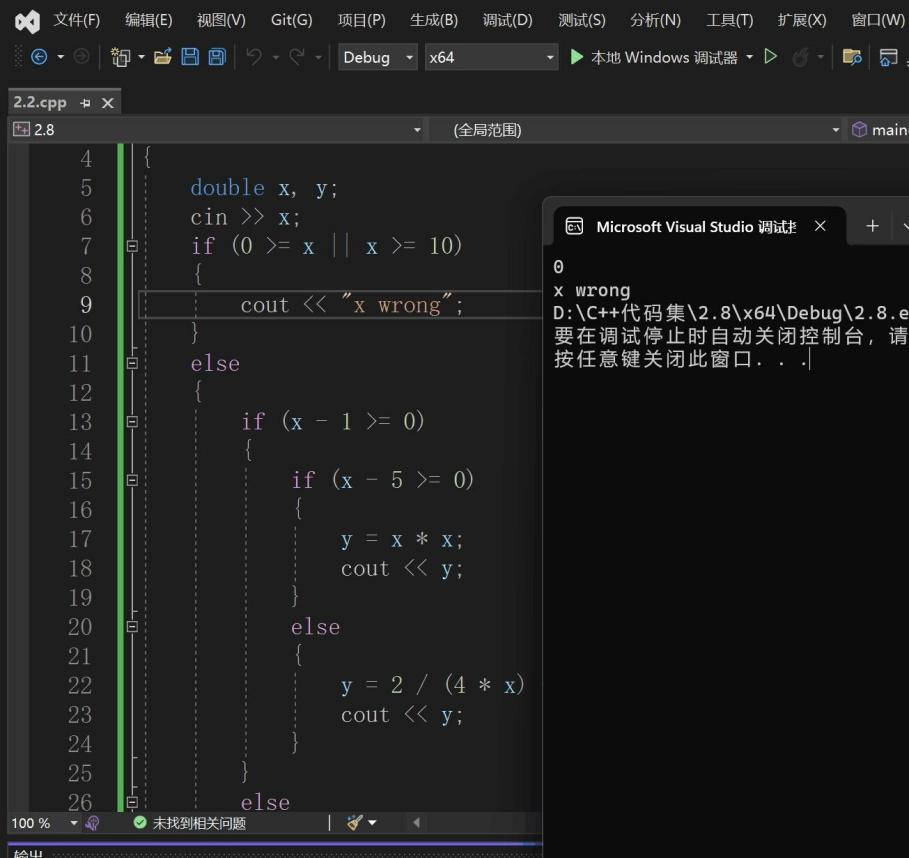 文件(F) 编辑(E) 视图(V) Git(G) 项目(P) 生成(B) 调试(D) 测试(S) 分析(N) 工具(T) 扩展(X) 窗口(W)
Debug x64 本地 Windows 调试器
2.2.cpp
2.8 (全局范围) main
4 {
5 double x, y;
6 cin >> x;
7 if (0 >= x || x >= 10)
8 {
9 cout << "x wrong";
10 }
11 else
12 {
13 if (x - 1 >= 0)
14 {
15 if (x - 5 >= 0)
16 {
17 y = x * x;
18 cout << y;
19 }
20 else
21 {
22 y = 2 / (4 * x)
23 cout << y;
24 }
25 }
26 else
100 % 未找到相关问题
输出
Microsoft Visual Studio 调试
0
x wrong
D:\C++代码集\2.8\x64\Debug\2.8.e
要在调试停止时自动关闭控制台，请
按任意键关闭此窗口. . .